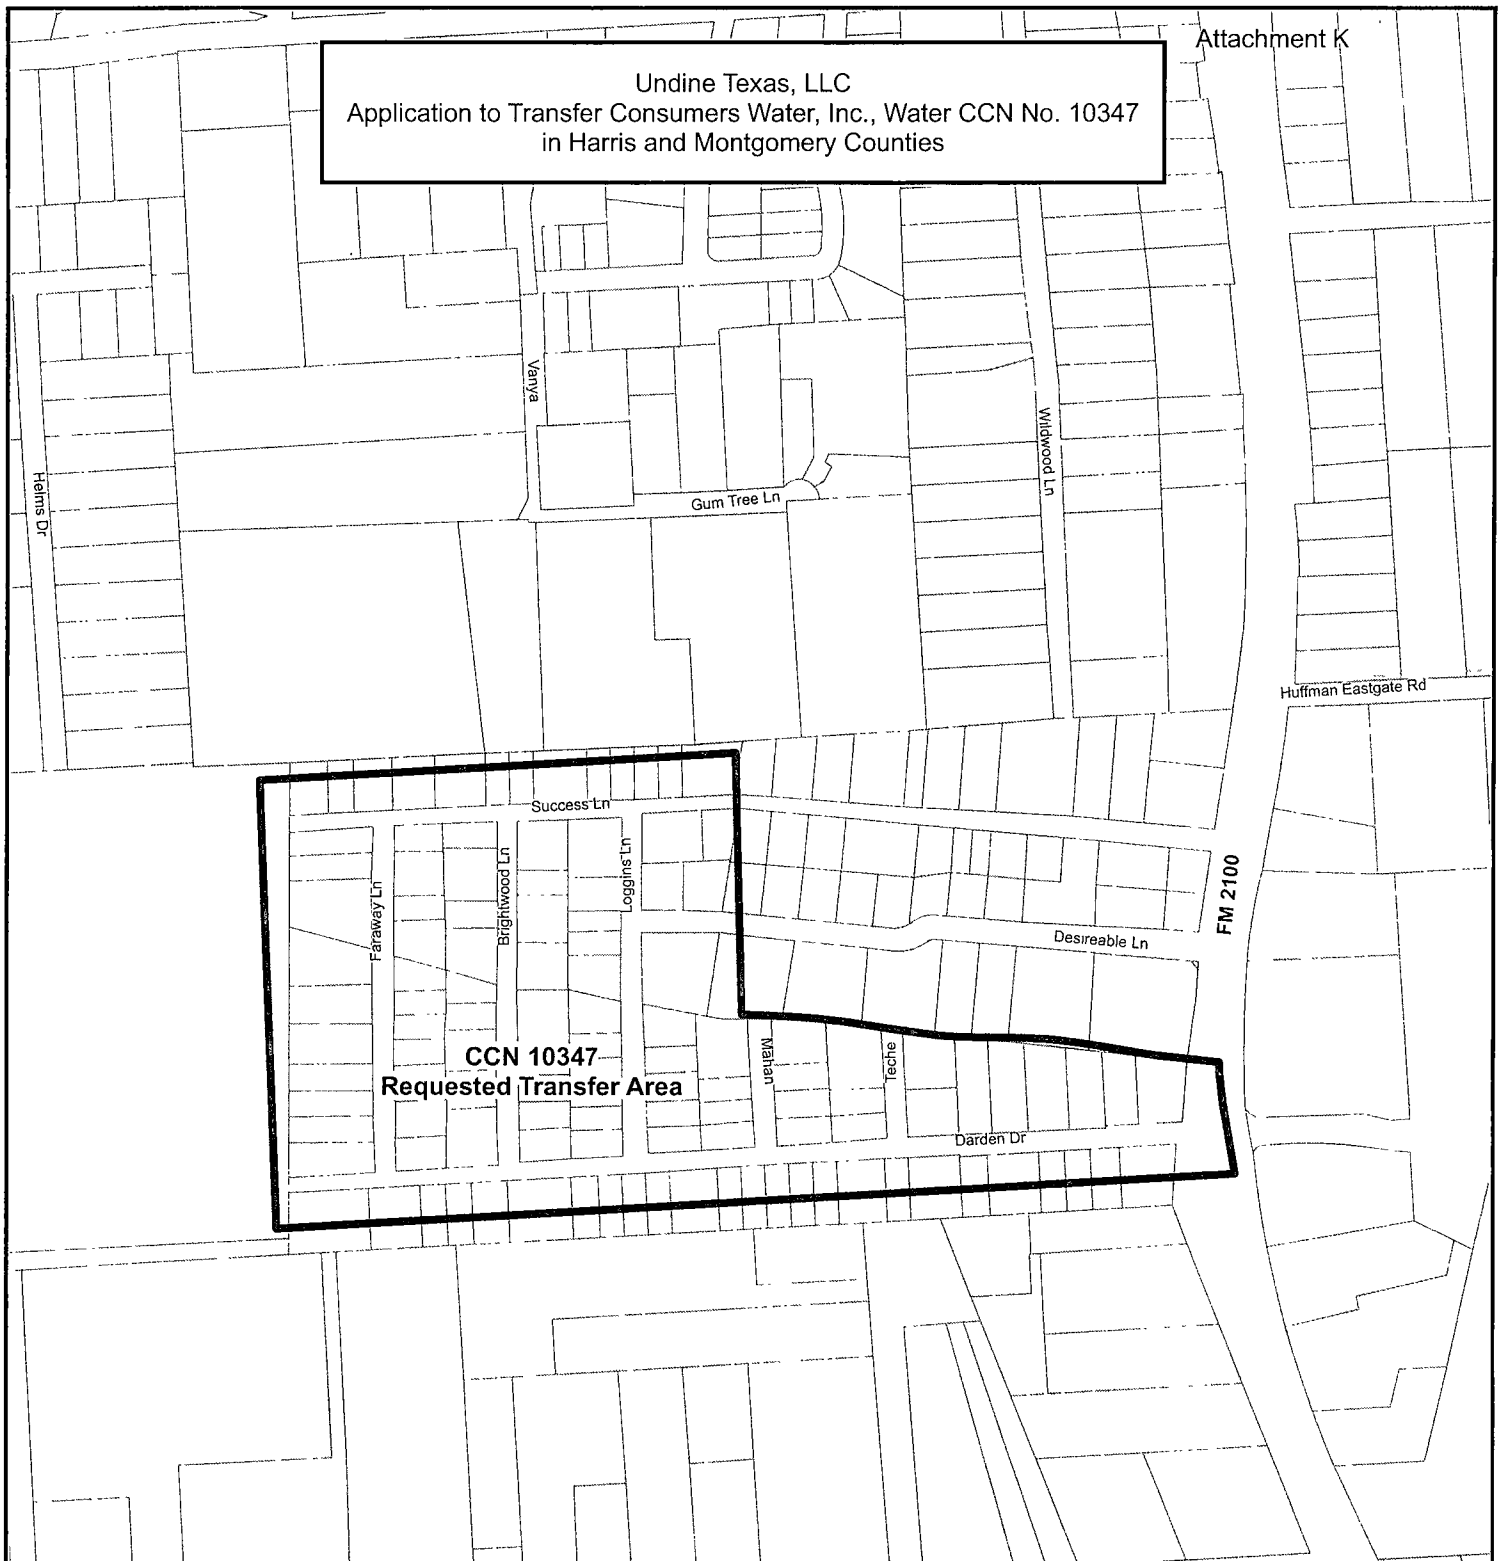 Attachment K
Undine Texas, LLC
Application to Transfer Consumers Water, Inc., Water CCN No. 10347
in Harris and Montgomery Counties
Vanya
Wildwood Ln
Helms Dr
Gum Tree Ln
Huffman Eastgate Rd
Success Ln
Loggins Ln
Brightwood Ln
Faraway Ln
FM 2100
Desireable Ln
CCN 10347
Requested Transfer Area
Mahan
Teche
Darden Dr